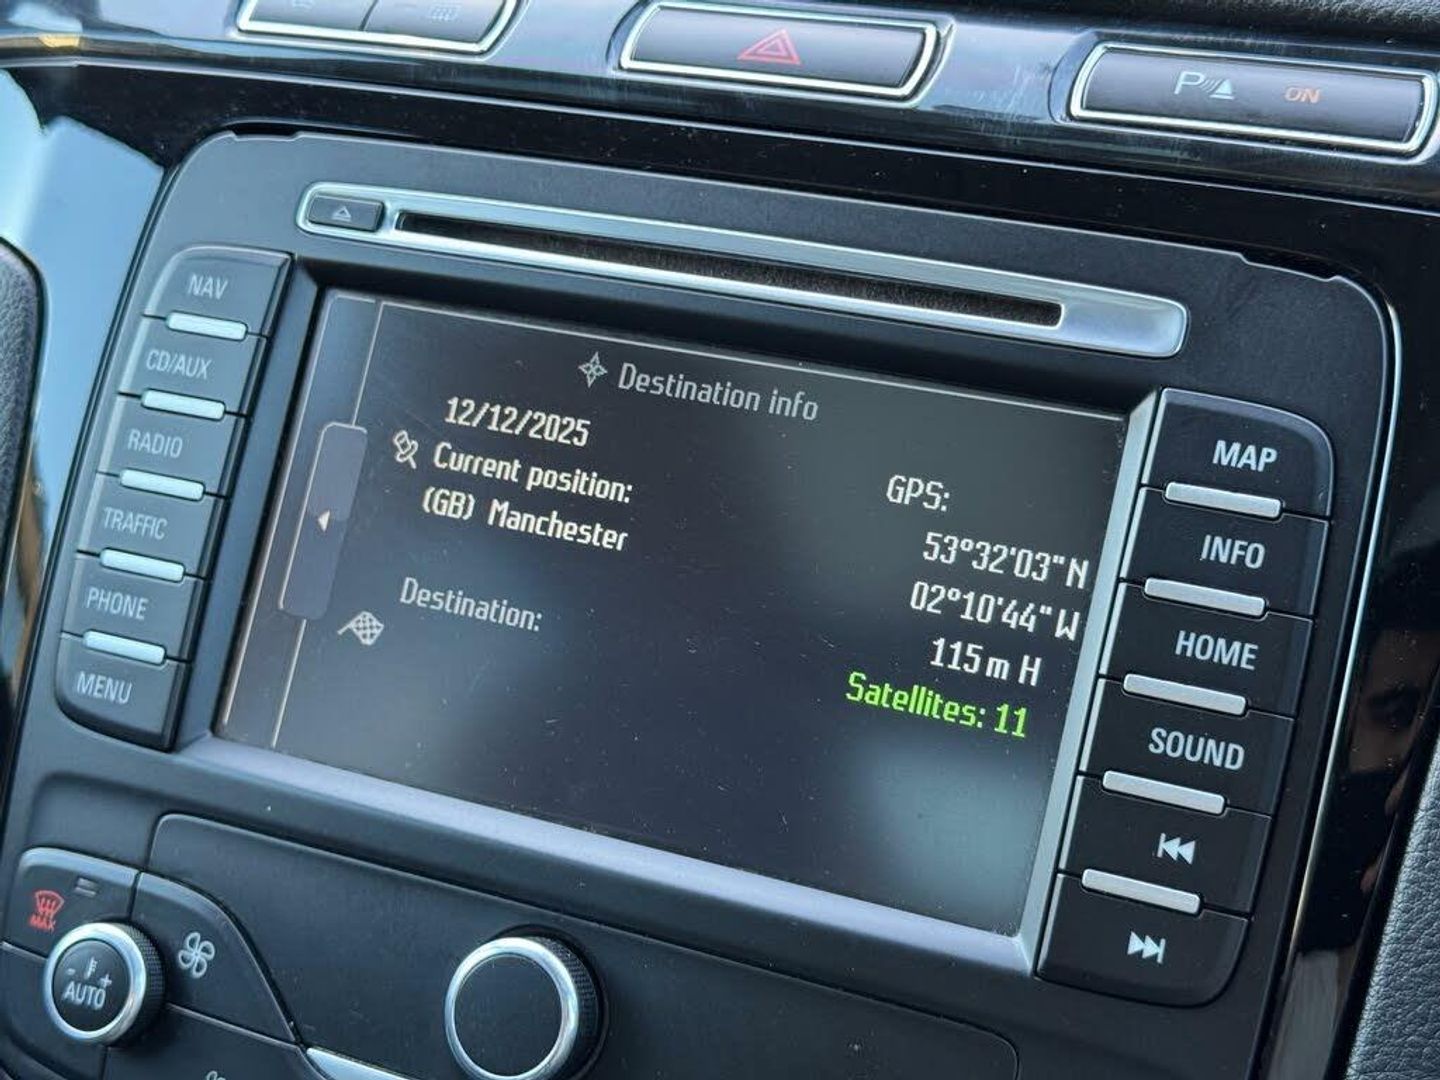 P ON
NAV
CD/AUX
RADIO
TRAFFIC
PHONE
MENU
Destination info
12/12/2025
Current position:
(GB) Manchester
Destination:
GPS:
53°32'03"N
02°10'44"W
115 m H
Satellites: 11
MAP
INFO
HOME
SOUND
MAX
- +
AUTO